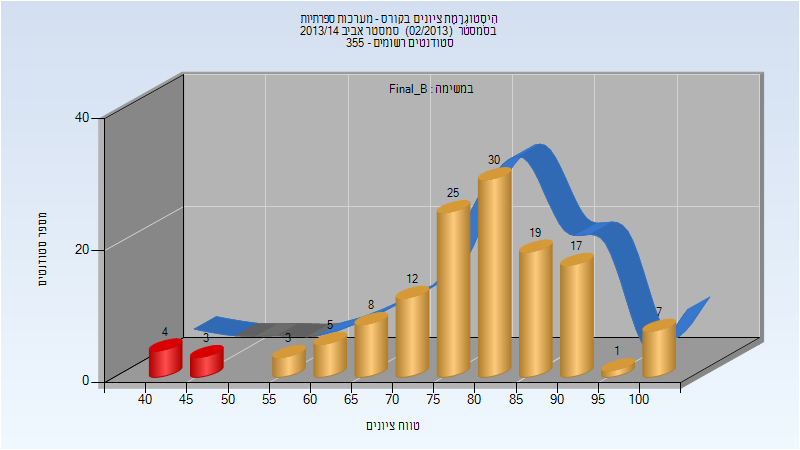 היסטוגרמת ציונים בקורס - מערכות ספרתיות
בסמסטר (02/2013) סמסטר אביב 2013/14
סטודנטים רשומים - 355
במשימה : Final_B
מספר סטודנטים
40
20
0
4
3
3
5
8
12
25
30
19
17
1
7
40 45 50 55 60 65 70 75 80 85 90 95 100
טווח ציונים